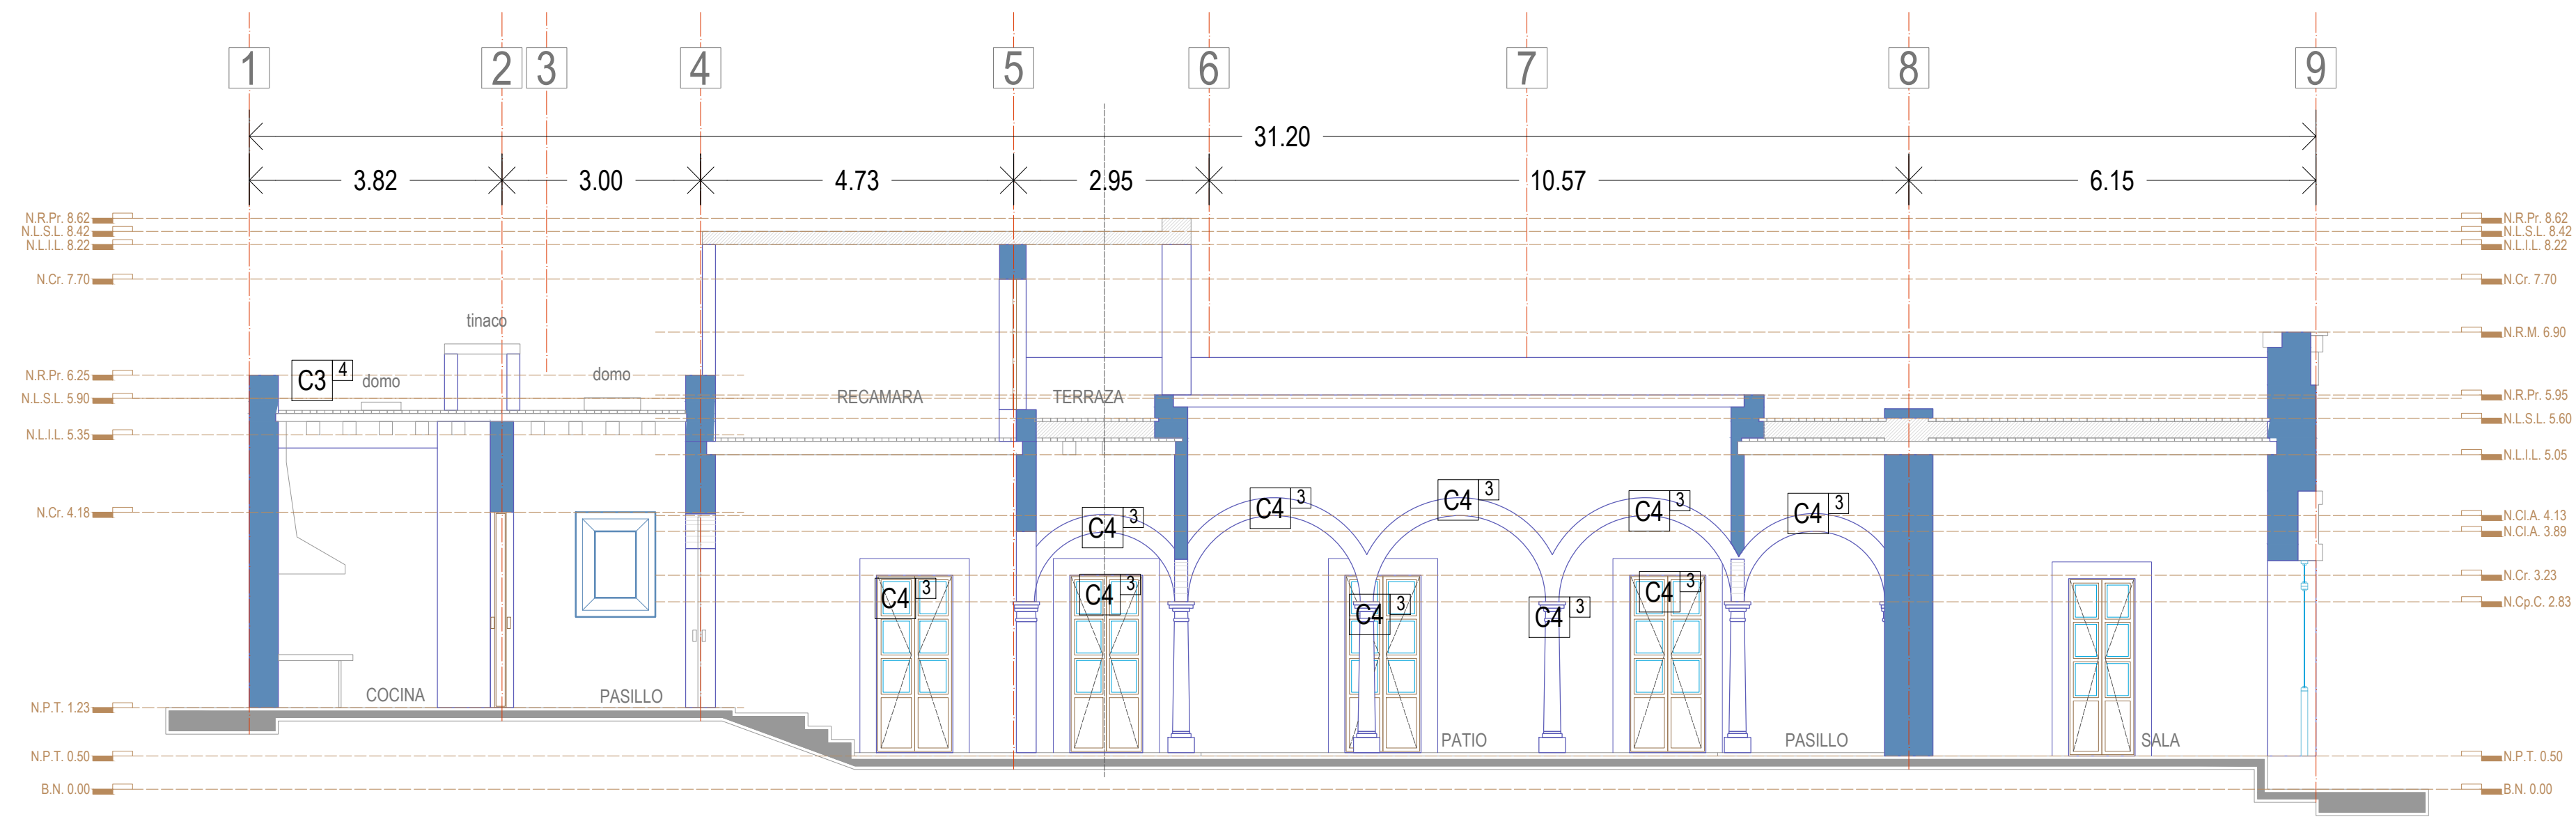 1 2 3 4 5 6 7 8 9
31.20
3.82 3.00 4.73 2.95 10.57 6.15
N.R.Pr. 8.62 N.R.Pr. 8.62
N.L.S.L. 8.42 N.L.S.L. 8.42
N.L.I.L. 8.22 N.L.I.L. 8.22
N.Cr. 7.70 N.Cr. 7.70
tinaco
N.R.M. 6.90
N.R.Pr. 6.25 C3 4 domo domo
N.L.S.L. 5.90 RECAMARA TERRAZA N.R.Pr. 5.95
N.L.S.L. 5.60
N.L.I.L. 5.35
N.L.I.L. 5.05
C4 3 C4 3 C4 3 C4 3 C4 3
N.Cr. 4.18 N.Cl.A. 4.13
N.Cl.A. 3.89
N.Cr. 3.23
C4 3 C4 3 C4 3 C4 3 C4 3
N.Cp.C. 2.83
COCINA PASILLO
N.P.T. 1.23
PATIO PASILLO SALA
N.P.T. 0.50 N.P.T. 0.50
B.N. 0.00 B.N. 0.00